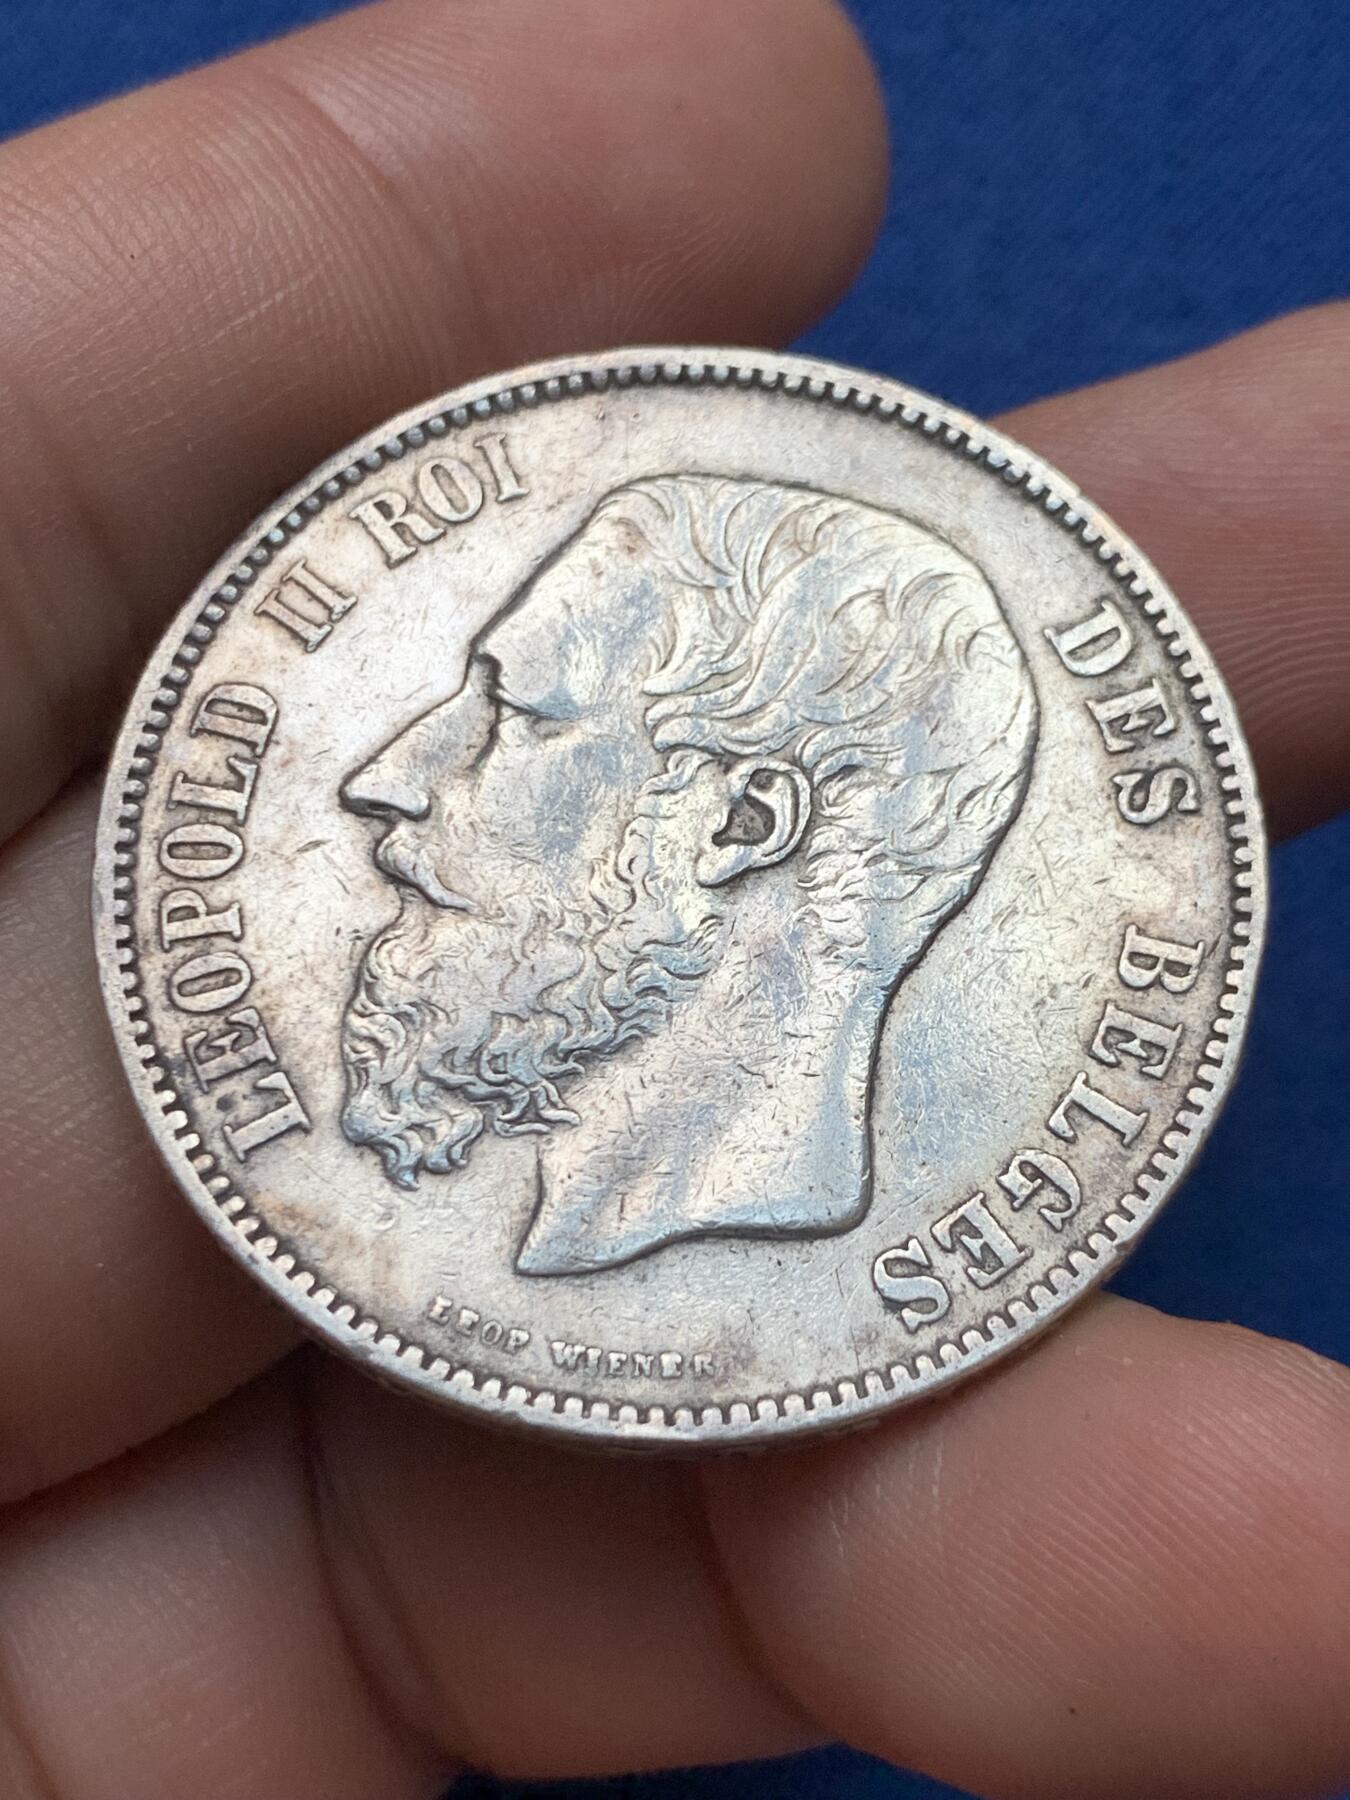 LEOPOLD II ROI DES BELGES
LEOP WIENER